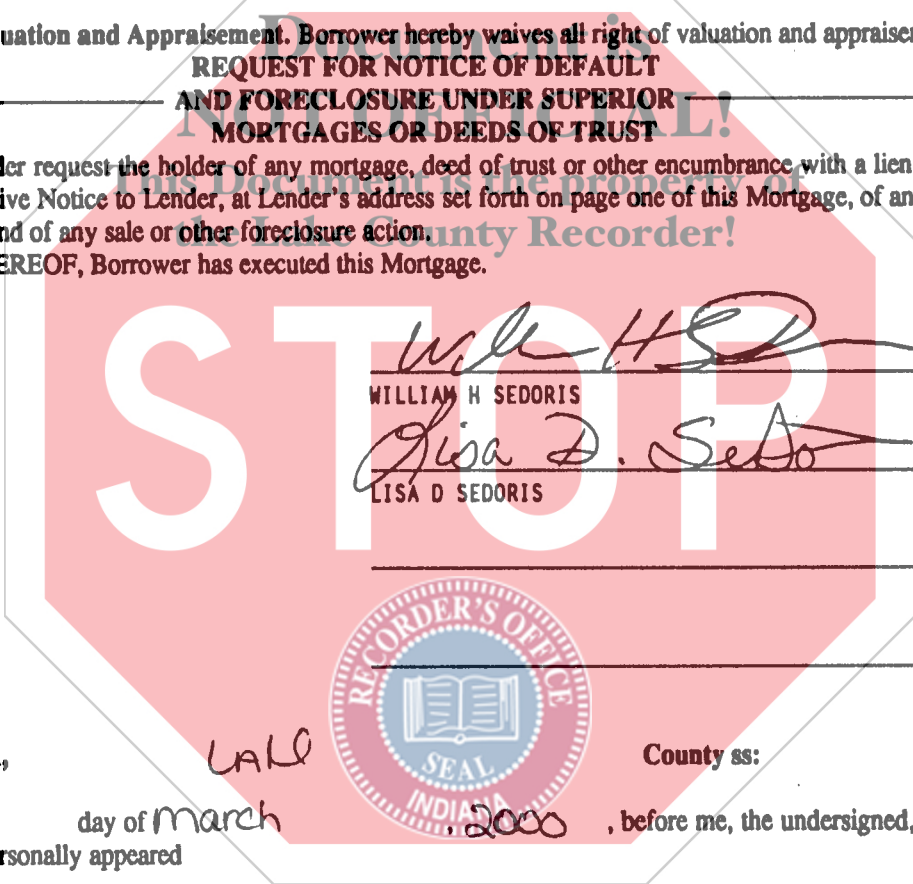 uation and Appraisement. Borrower hereby waives all right of valuation and appraiser
Document is
REQUEST FOR NOTICE OF DEFAULT
AND FORECLOSURE UNDER SUPERIOR
NOT OFFICIAL!
MORTGAGES OR DEEDS OF TRUST
er request the holder of any mortgage, deed of trust or other encumbrance with a lien
This Document is the property of
ive Notice to Lender, at Lender's address set forth on page one of this Mortgage, of an
nd of any sale or other foreclosure action.
the Lake County Recorder!
EREOF, Borrower has executed this Mortgage.
STOP
William H Sedoris
WILLIAM H SEDORIS
Lisa D. Sedoris
LISA D SEDORIS
RECORDER'S OFFICE
SEAL
INDIANA
Lake County ss:
day of March , 2000 , before me, the undersigned,
rsonally appeared